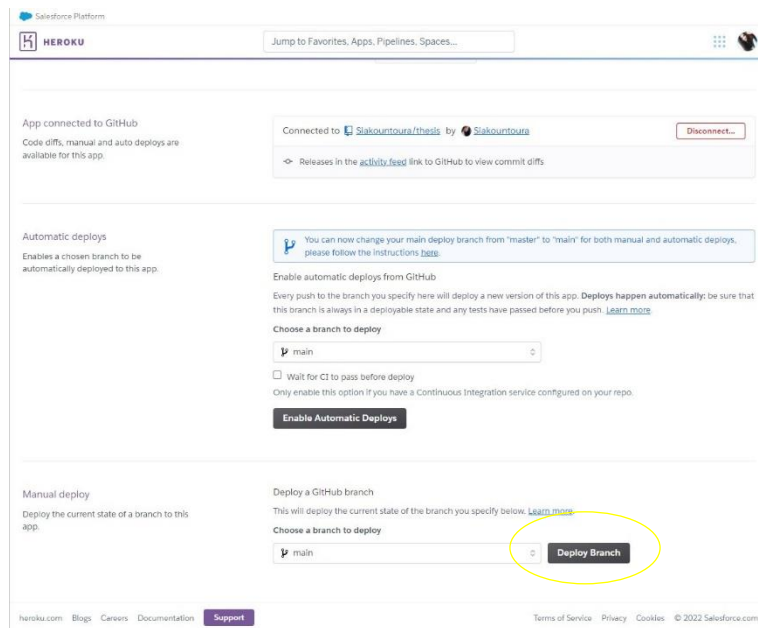 Salesforce Platform
HEROKU
Jump to Favorites, Apps, Pipelines, Spaces...
App connected to GitHub
Code diffs, manual and auto deploys are
available for this app.
Connected to Siakountoura/thesis by Siakountoura
Disconnect...
Releases in the activity feed link to GitHub to view commit diffs
Automatic deploys
Enables a chosen branch to be
automatically deployed to this app.
You can now change your main deploy branch from "master" to "main" for both manual and automatic deploys,
please follow the instructions here.
Enable automatic deploys from GitHub
Every push to the branch you specify here will deploy a new version of this app. Deploys happen automatically: be sure that
this branch is always in a deployable state and any tests have passed before you push. Learn more.
Choose a branch to deploy
main
Wait for CI to pass before deploy
Only enable this option if you have a Continuous Integration service configured on your repo.
Enable Automatic Deploys
Manual deploy
Deploy the current state of a branch to this
app.
Deploy a GitHub branch
This will deploy the current state of the branch you specify below. Learn more.
Choose a branch to deploy
main
Deploy Branch
heroku.com Blogs Careers Documentation Support
Terms of Service Privacy Cookies © 2022 Salesforce.com